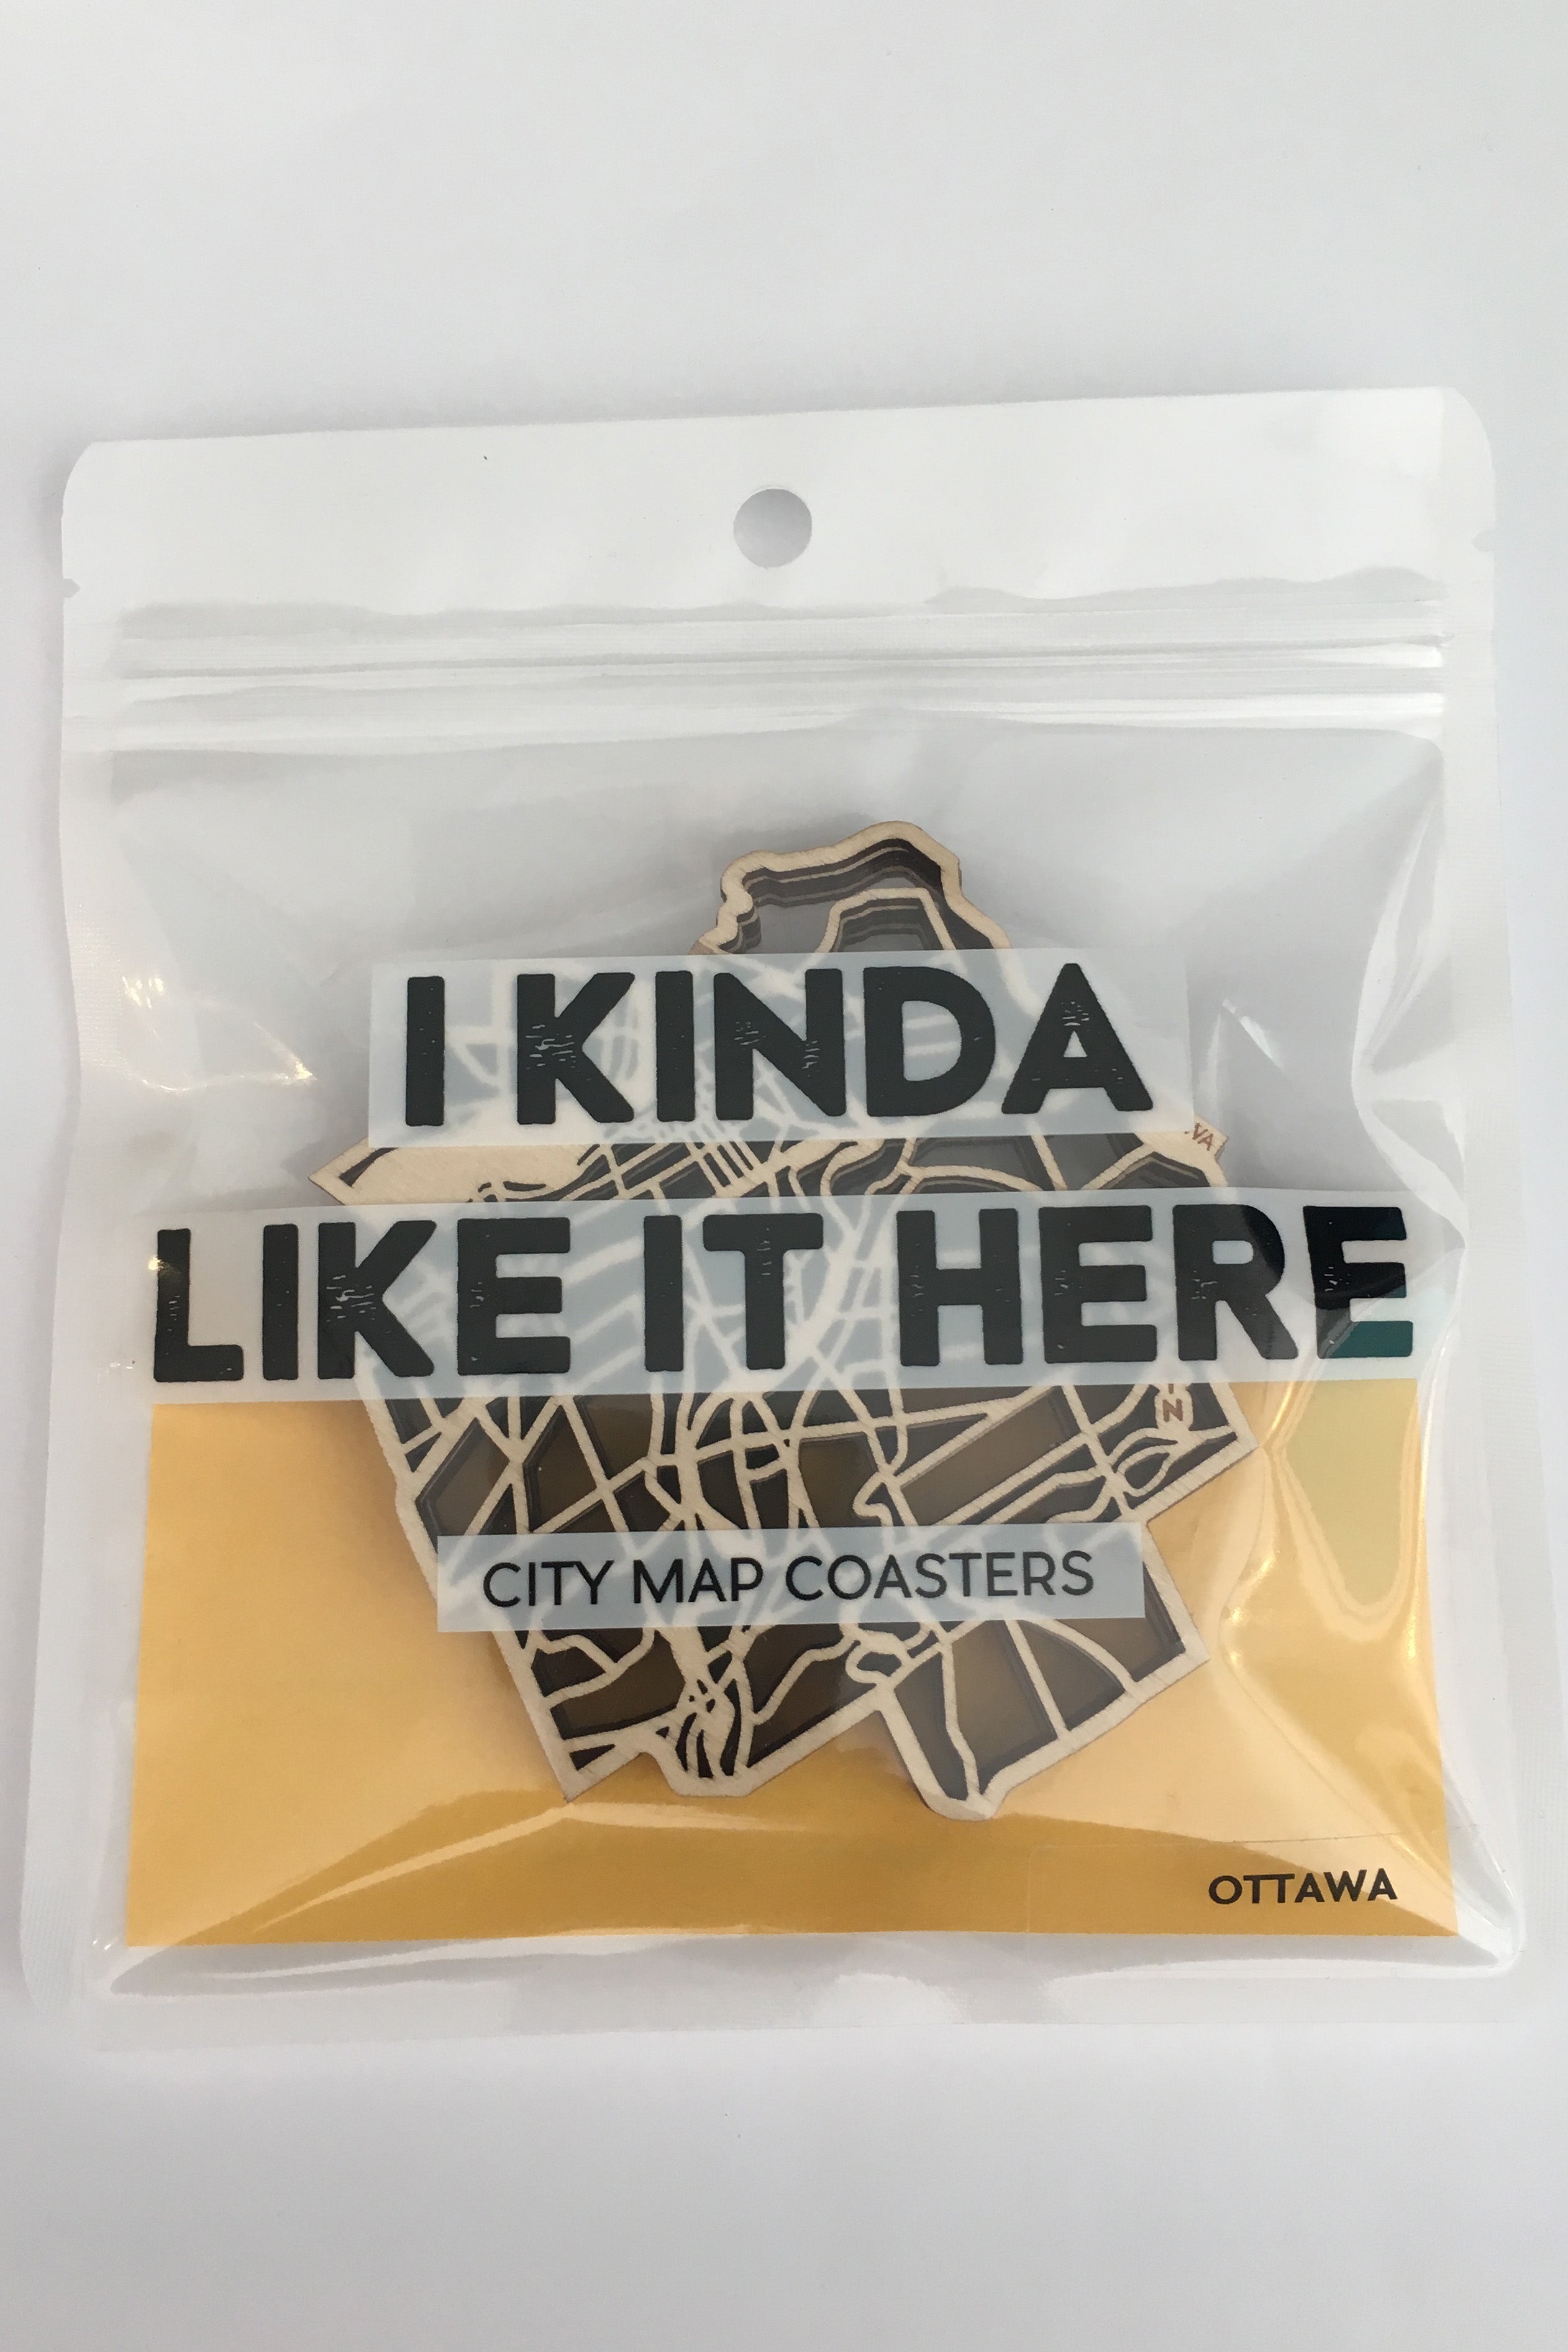 I KINDA
LIKE IT HERE
N
CITY MAP COASTERS
OTTAWA